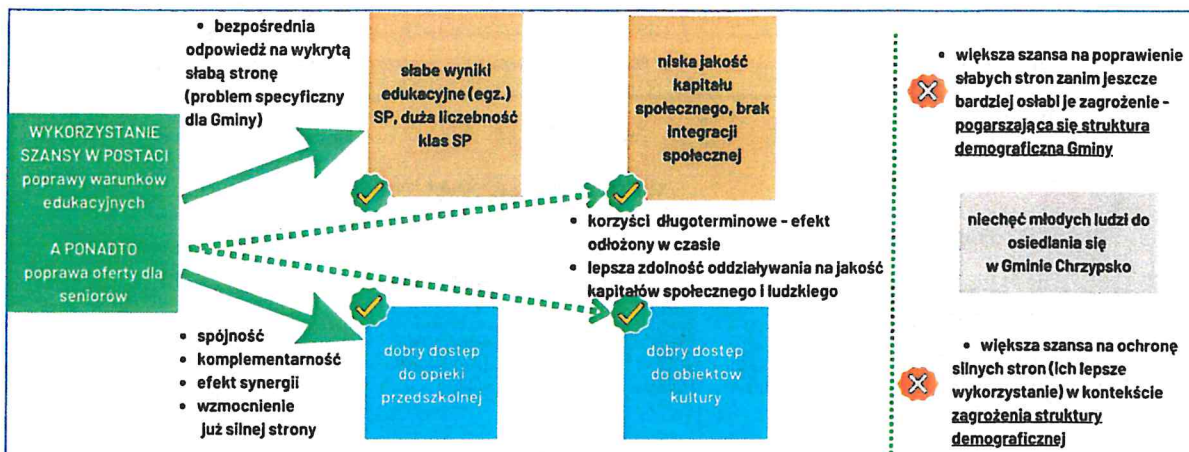 WYKORZYSTANIE
SZANSY W POSTACI
poprawy warunków
edukacyjnych
A PONADTO
poprawa oferty dla
seniorów
• bezpośrednia
odpowiedź na wykrytą
słabą stronę
(problem specyficzny
dla Gminy)
słabe wyniki
edukacyjne (egz.)
SP, duża liczebność
klas SP
niska jakość
kapitału
społecznego, brak
integracji
społecznej
• korzyści długoterminowe - efekt
odłożony w czasie
• lepsza zdolność oddziaływania na jakość
kapitałów społecznego i ludzkiego
• spójność
• komplementarność
• efekt synergii
• wzmocnienie
już silnej strony
dobry dostęp
do opieki
przedszkolnej
dobry dostęp
do obiektów
kultury
• większa szansa na poprawienie
słabych stron zanim jeszcze
bardziej osłabi je zagrożenie -
pogarszająca się struktura
demograficzna Gminy
niechęć młodych ludzi do
osiedlania się
w Gminie Chrzypsko
• większa szansa na ochronę
silnych stron (ich lepsze
wykorzystanie) w kontekście
zagrożenia struktury
demograficznej